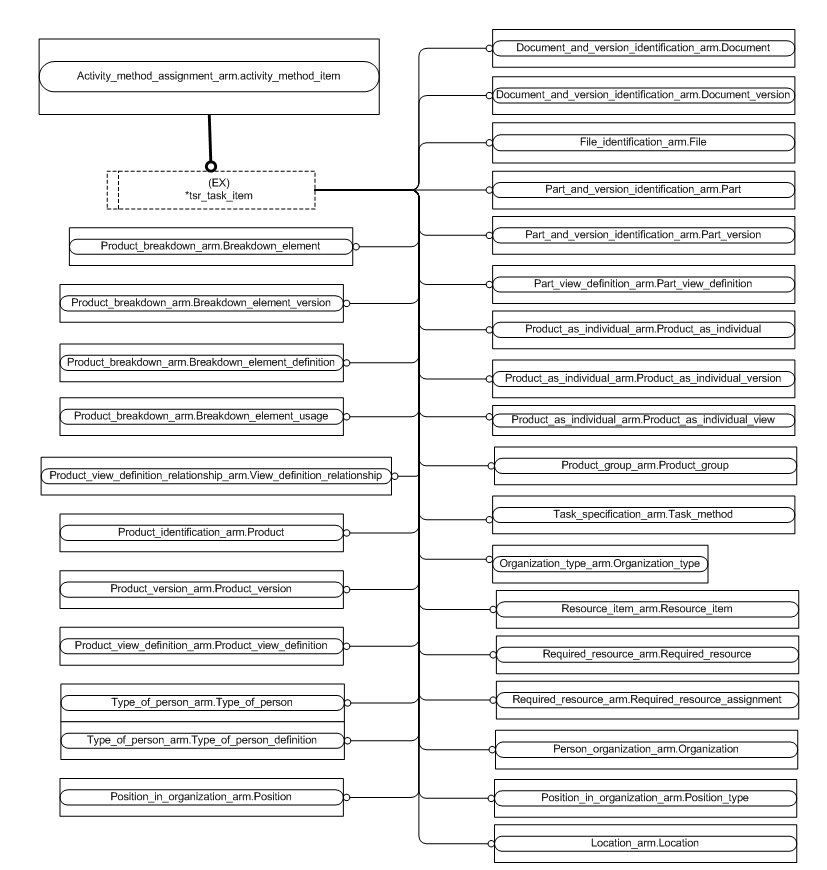 Activity_method_assignment_arm.activity_method_item
(EX)
*tsr_task_item
Product_breakdown_arm.Breakdown_element
Product_breakdown_arm.Breakdown_element_version
Product_breakdown_arm.Breakdown_element_definition
Product_breakdown_arm.Breakdown_element_usage
Product_view_definition_relationship_arm.View_definition_relationship
Product_identification_arm.Product
Product_version_arm.Product_version
Product_view_definition_arm.Product_view_definition
Type_of_person_arm.Type_of_person
Type_of_person_arm.Type_of_person_definition
Position_in_organization_arm.Position
Document_and_version_identification_arm.Document
Document_and_version_identification_arm.Document_version
File_identification_arm.File
Part_and_version_identification_arm.Part
Part_and_version_identification_arm.Part_version
Part_view_definition_arm.Part_view_definition
Product_as_individual_arm.Product_as_individual
Product_as_individual_arm.Product_as_individual_version
Product_as_individual_arm.Product_as_individual_view
Product_group_arm.Product_group
Task_specification_arm.Task_method
Organization_type_arm.Organization_type
Resource_item_arm.Resource_item
Required_resource_arm.Required_resource
Required_resource_arm.Required_resource_assignment
Person_organization_arm.Organization
Position_in_organization_arm.Position_type
Location_arm.Location